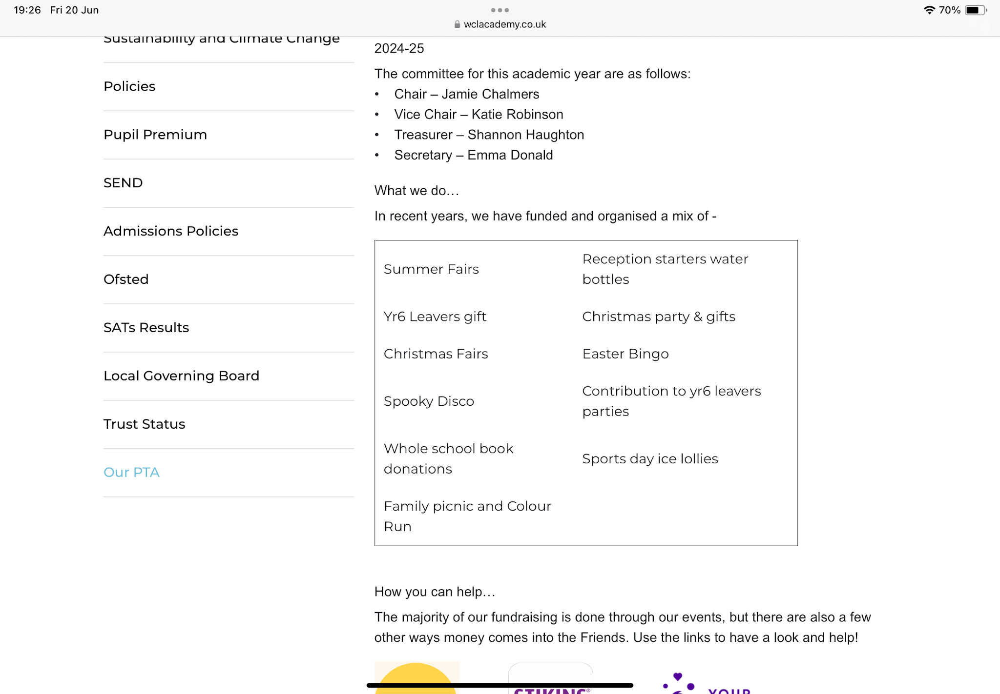 19:26 Fri 20 Jun
70%
wclacademy.co.uk
Sustainability and Climate Change
Policies
Pupil Premium
SEND
Admissions Policies
Ofsted
SATs Results
Local Governing Board
Trust Status
Our PTA
2024-25
The committee for this academic year are as follows:
• Chair – Jamie Chalmers
• Vice Chair – Katie Robinson
• Treasurer – Shannon Haughton
• Secretary – Emma Donald
What we do…
In recent years, we have funded and organised a mix of -
Summer Fairs
Reception starters water
bottles
Yr6 Leavers gift
Christmas party & gifts
Christmas Fairs
Easter Bingo
Spooky Disco
Contribution to yr6 leavers
parties
Whole school book
donations
Sports day ice lollies
Family picnic and Colour
Run
How you can help…
The majority of our fundraising is done through our events, but there are also a few
other ways money comes into the Friends. Use the links to have a look and help!
STIKINS®
YOUR